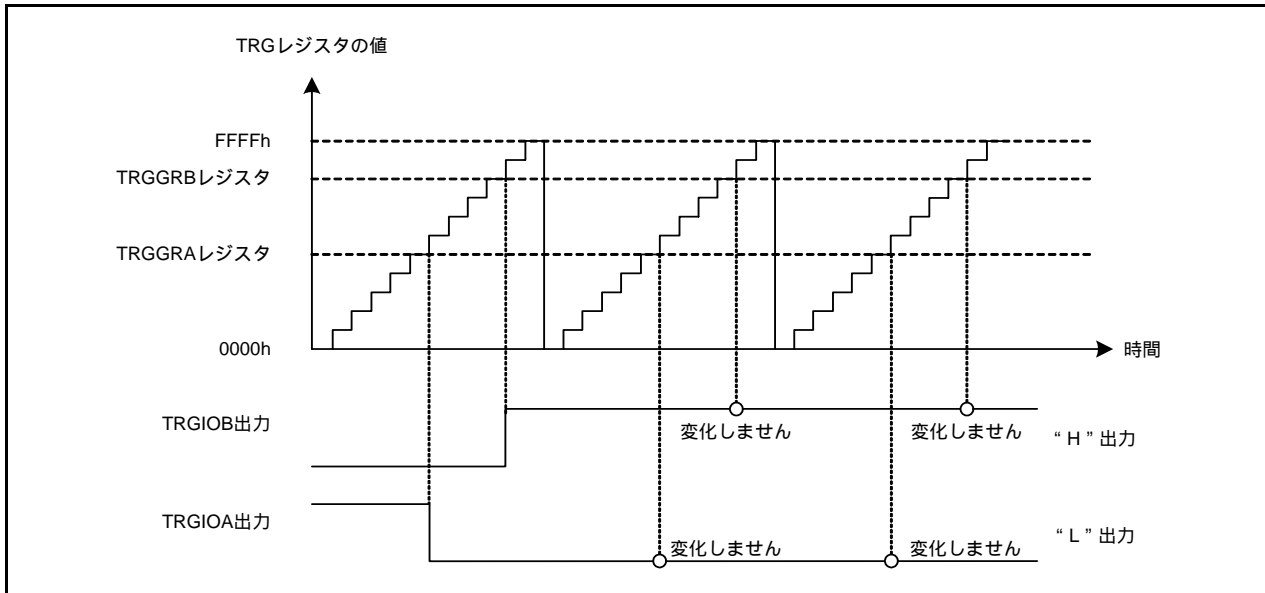 TRGレジスタの値
FFFFh
TRGGRBレジスタ
TRGGRAレジスタ
0000h
時間
TRGIOB出力
変化しません
変化しません
“H”出力
TRGIOA出力
変化しません
変化しません
“L”出力